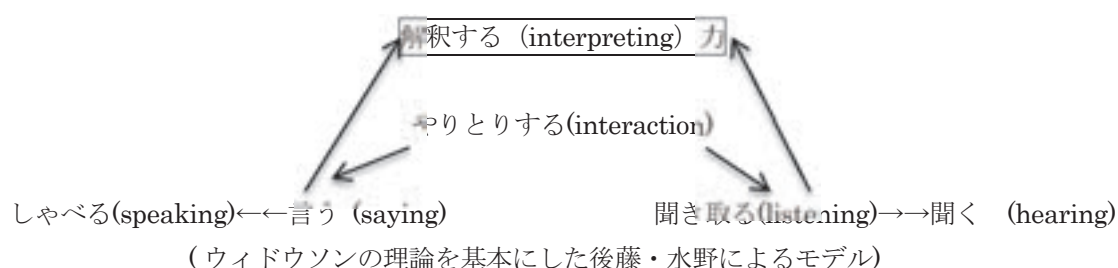 解釈する (interpreting) 力
やりとりする(interaction)
しゃべる(speaking)←←言う (saying) 聞き取る(listening)→→聞く (hearing)
(ウィドウソンの理論を基本にした後藤・水野によるモデル)